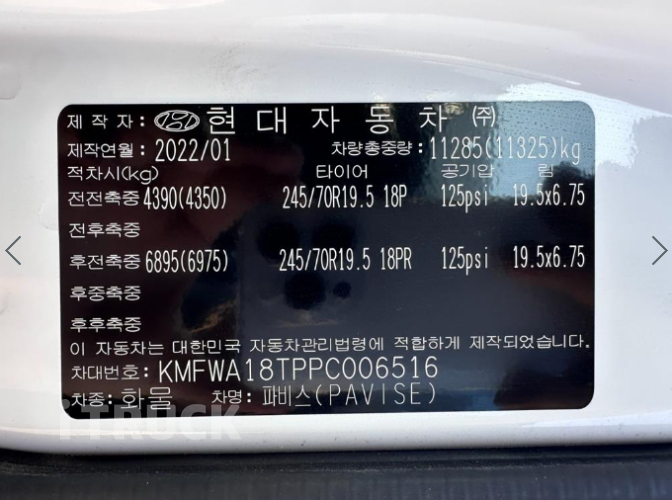 제 작 자 : 현 대 자 동 차 ㈜
제작연월 : 2022/01 차량총중량 : 11285(11325)kg
적차시(kg) 타이어 공기압 림
전전축중 4390(4350) 245/70R19.5 18P 125psi 19.5x6.75
전후축중
후전축중 6895(6975) 245/70R19.5 18PR 125psi 19.5x6.75
후중축중
후후축중
이 자동차는 대한민국 자동차관리법령에 적합하게 제작되었습니다.
차대번호 : KMFWA18TPPC006516
차종 : 화물 차명 : 파비스(PAVISE)
iTRUCK